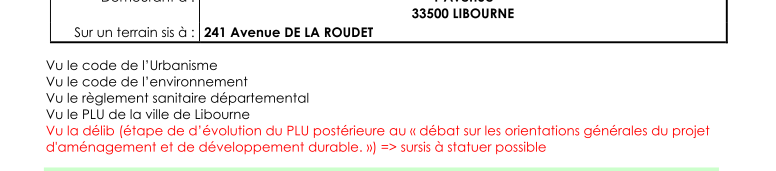 33500 LIBOURNE
Sur un terrain sis à : 241 Avenue DE LA ROUDET
Vu le code de l'Urbanisme
Vu le code de l'environnement
Vu le règlement sanitaire départemental
Vu le PLU de la ville de Libourne
Vu la délib (étape de d'évolution du PLU postérieure au « débat sur les orientations générales du projet
d'aménagement et de développement durable. ») => sursis à statuer possible